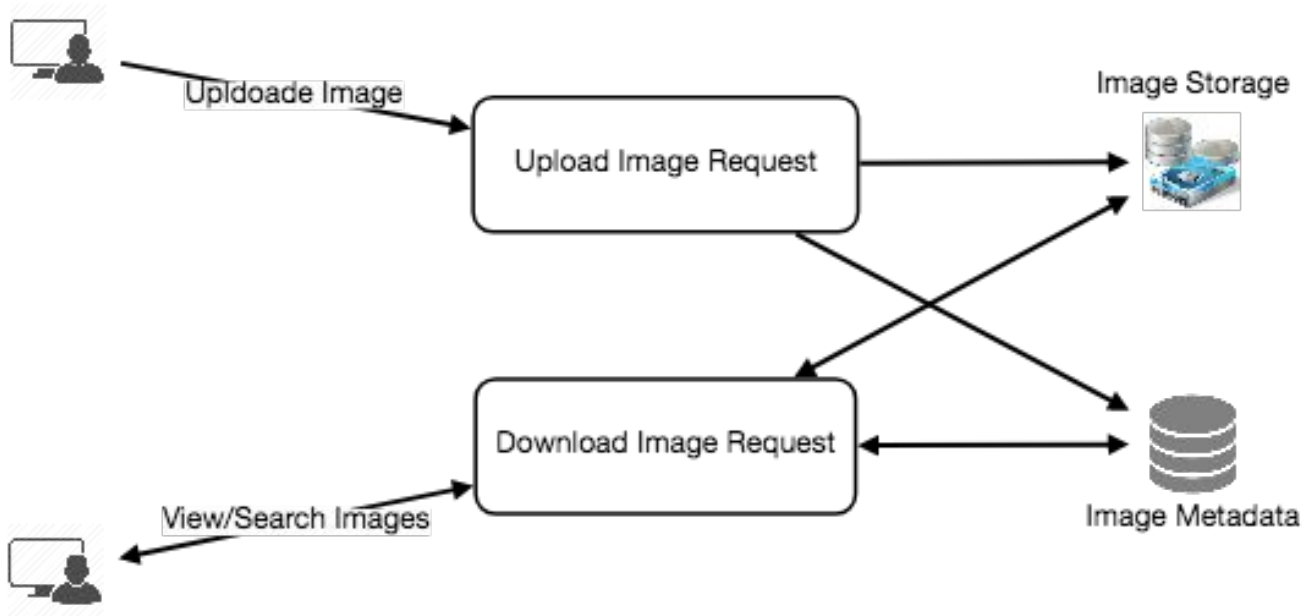 Upldoade Image
Image Storage
Upload Image Request
Download Image Request
View/Search Images
Image Metadata